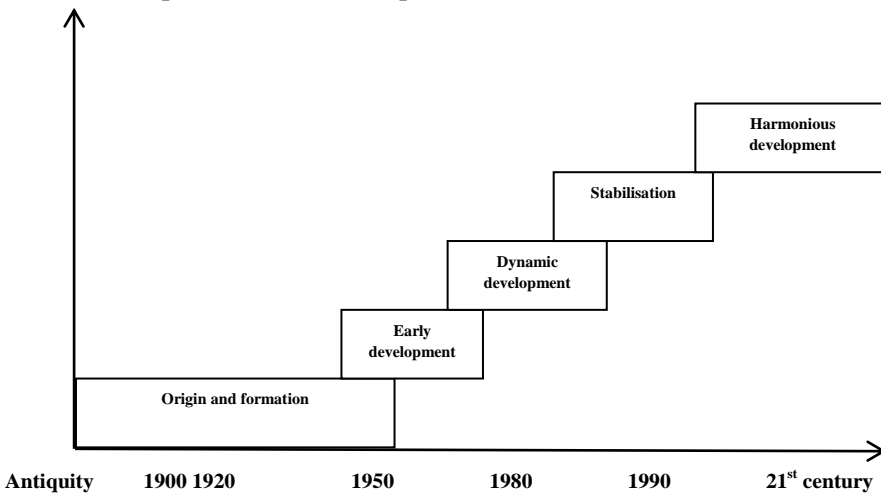 Harmonious
development
Stabilisation
Dynamic
development
Early
development
Origin and formation
Antiquity 1900 1920 1950 1980 1990 21st century